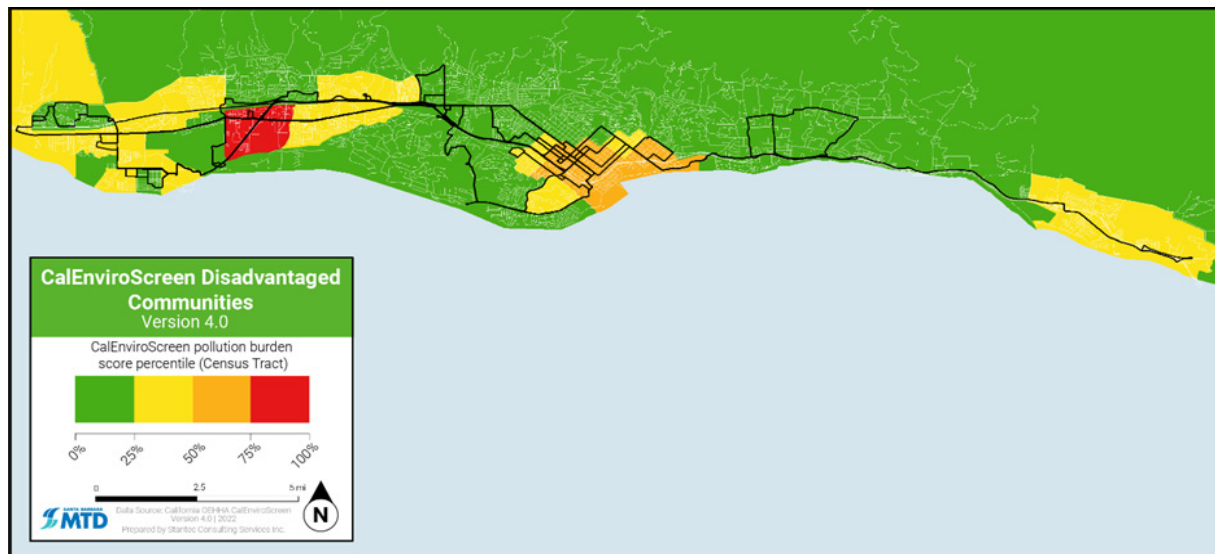 CalEnviroScreen Disadvantaged
Communities
Version 4.0
CalEnviroScreen pollution burden
score percentile (Census Tract)
0%
25%
50%
75%
100%
0
2.5
5 mi
SANTA BARBARA
MTD
Data Source: California OEHHA CalEnviroScreen
Version 4.0 | 2022
Prepared by Stantec Consulting Services Inc.
N